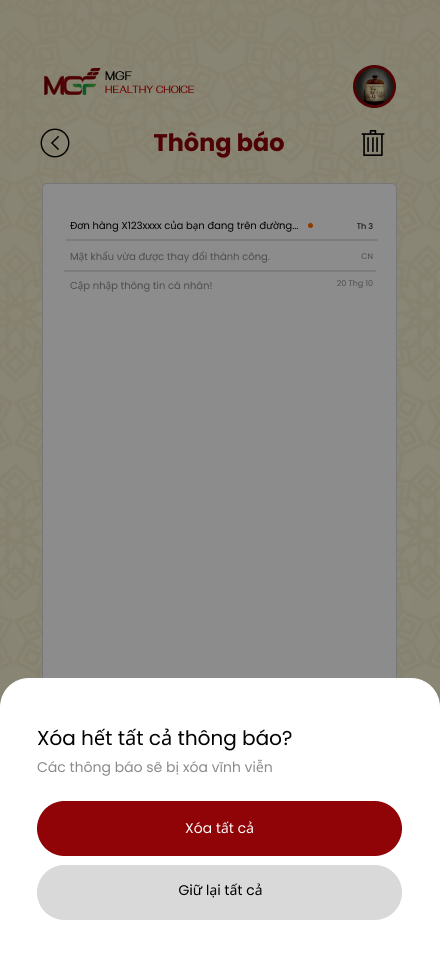 MGF
MGF
HEALTHY CHOICE
Thông báo
Đơn hàng X123xxxx của bạn đang trên đường... Th 3
Mật khẩu vừa được thay đổi thành công. CN
Cập nhập thông tin cá nhân! 20 Thg 10
Xóa hết tất cả thông báo?
Các thông báo sẽ bị xóa vĩnh viễn
Xóa tất cả
Giữ lại tất cả